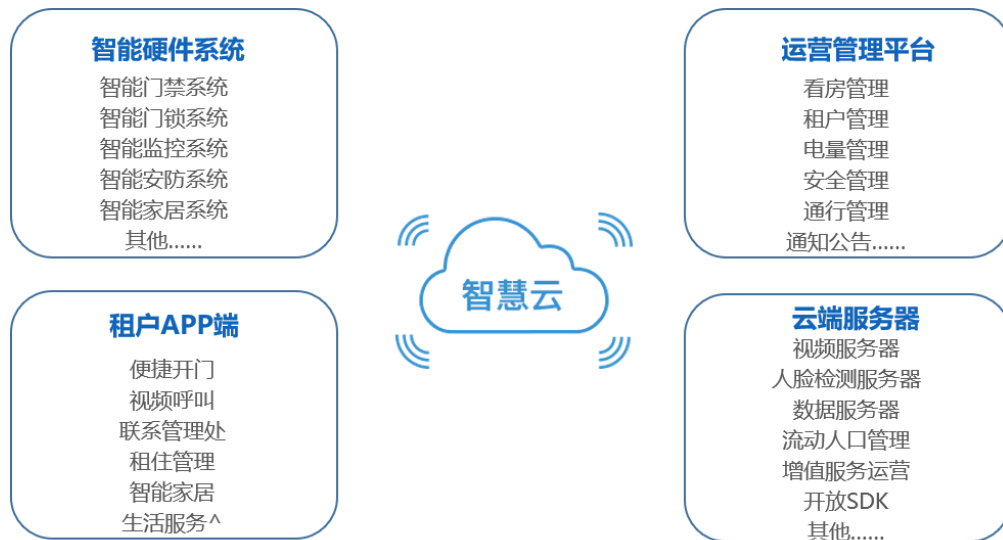 智能硬件系统
智能门禁系统
智能门锁系统
智能监控系统
智能安防系统
智能家居系统
其他......
运营管理平台
看房管理
租户管理
电量管理
安全管理
通行管理
通知公告......
智慧云
租户APP端
便捷开门
视频呼叫
联系管理处
租住管理
智能家居
生活服务^
云端服务器
视频服务器
人脸检测服务器
数据服务器
流动人口管理
增值服务运营
开放SDK
其他......